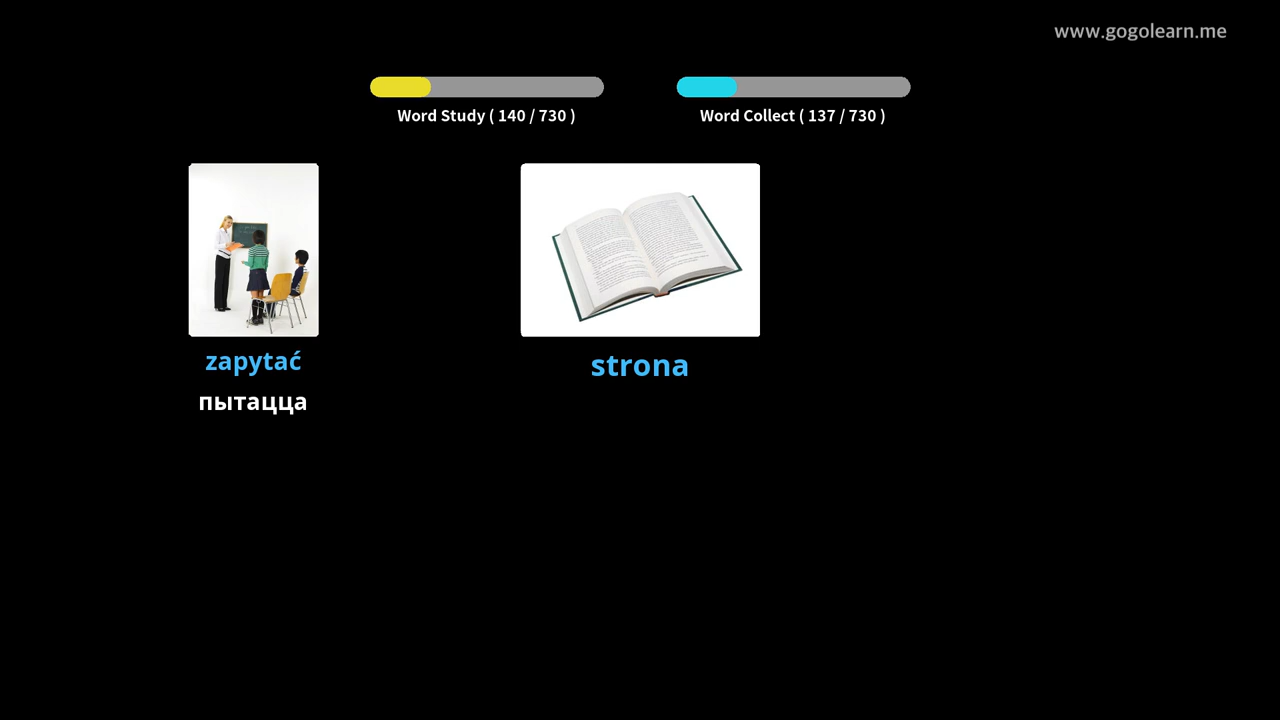 www.gogolearn.me
Word Study ( 140 / 730 )
Word Collect ( 137 / 730 )
zapytać
пытацца
strona